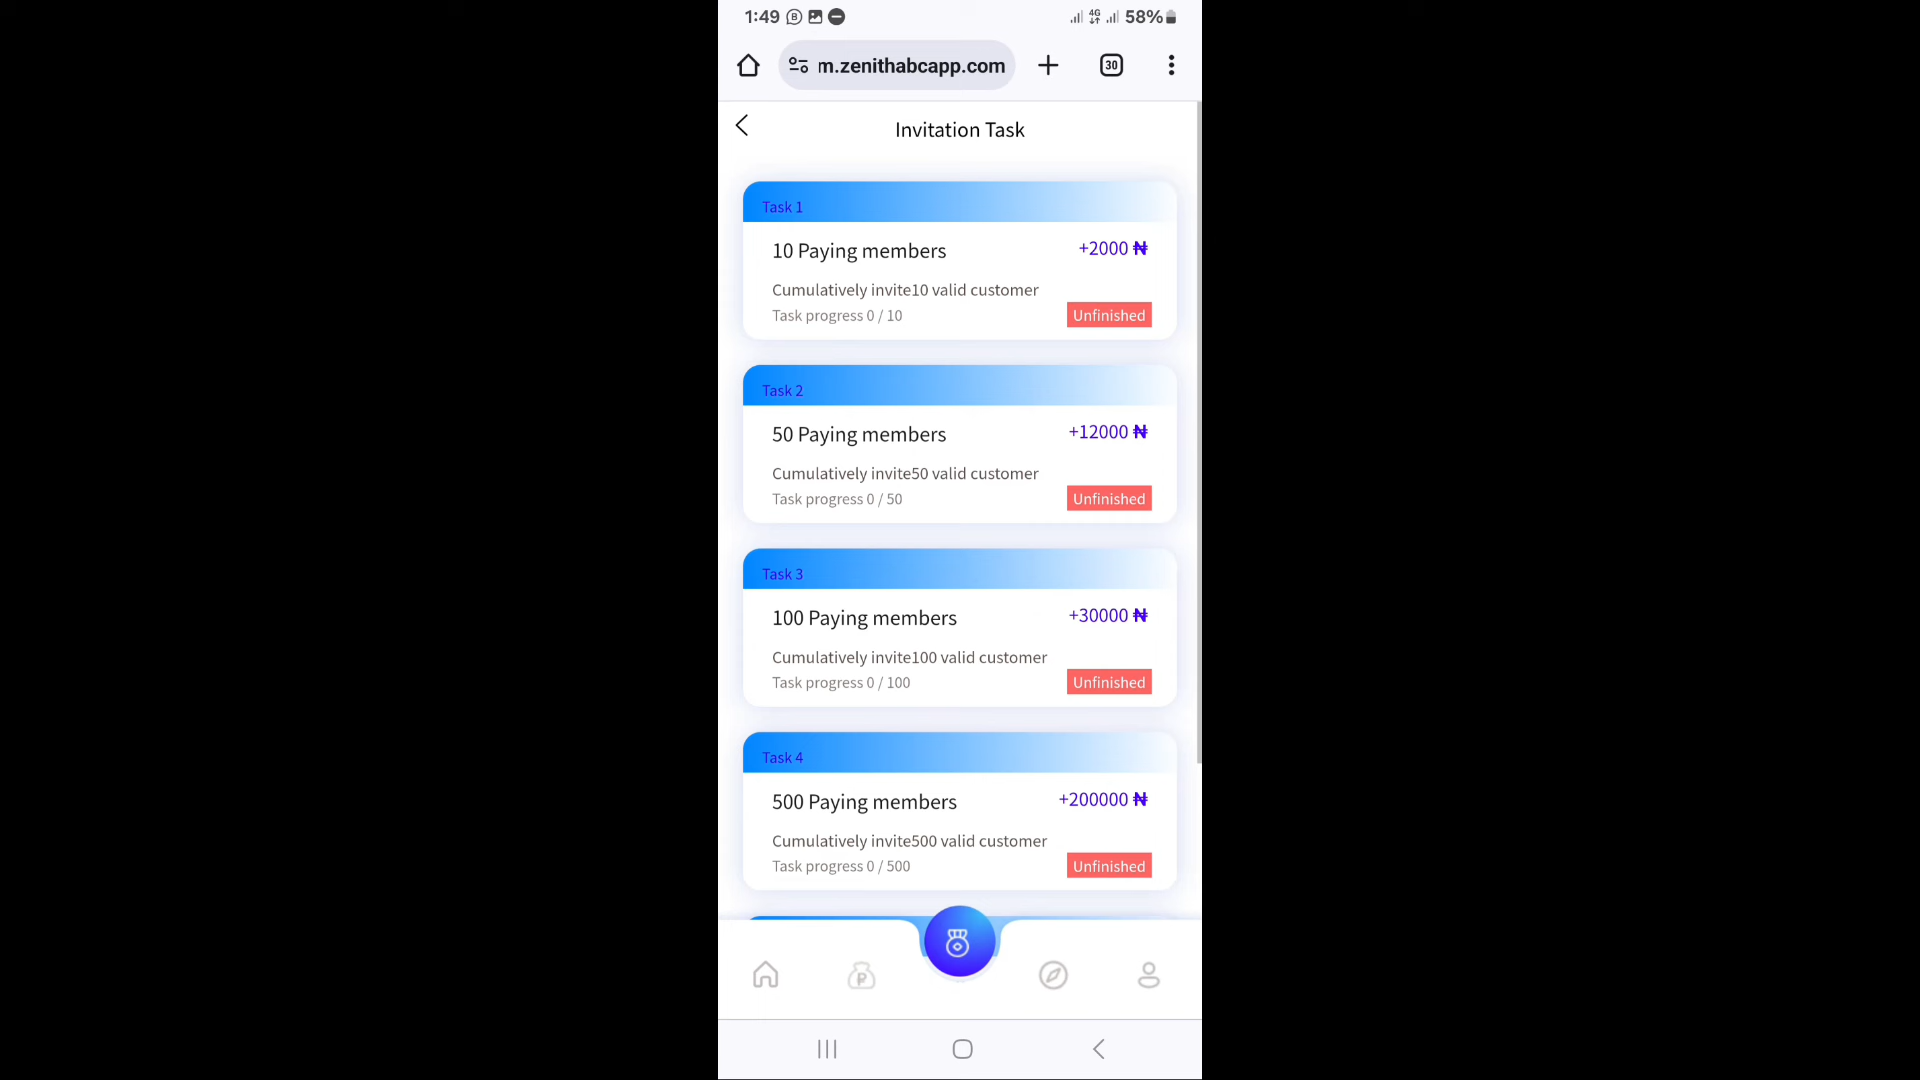 1:49 58%
m.zenithabcapp.com 30
Invitation Task
Task 1
10 Paying members +2000 ₦
Cumulatively invite10 valid customer
Task progress 0 / 10 Unfinished
Task 2
50 Paying members +12000 ₦
Cumulatively invite50 valid customer
Task progress 0 / 50 Unfinished
Task 3
100 Paying members +30000 ₦
Cumulatively invite100 valid customer
Task progress 0 / 100 Unfinished
Task 4
500 Paying members +200000 ₦
Cumulatively invite500 valid customer
Task progress 0 / 500 Unfinished